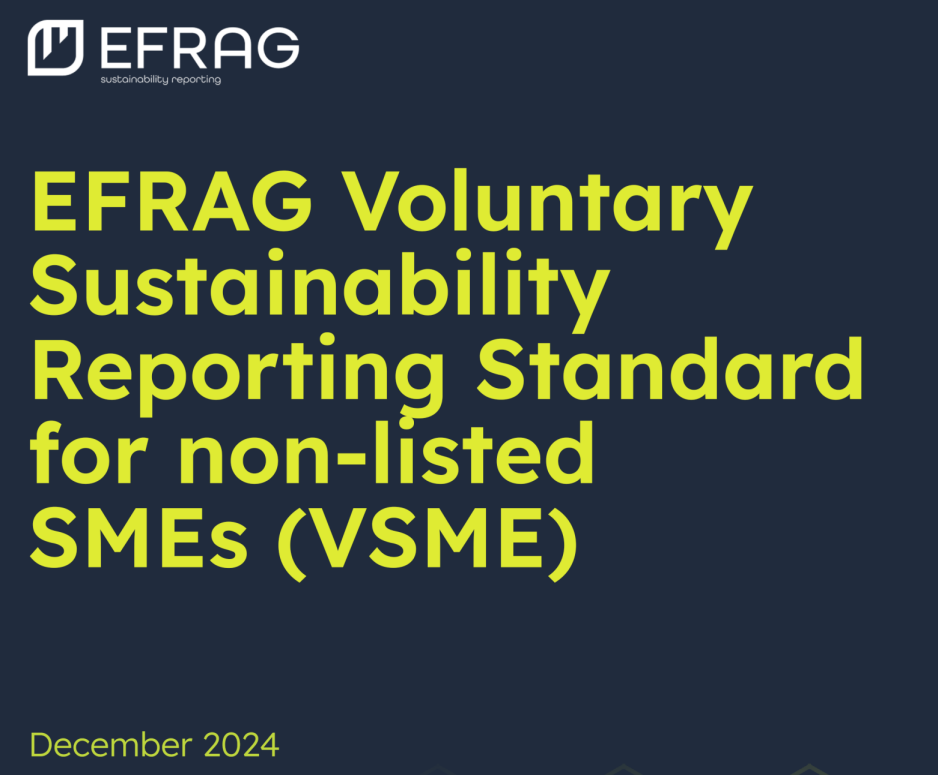 EFRAG
sustainability reporting
EFRAG Voluntary
Sustainability
Reporting Standard
for non-listed
SMEs (VSME)
December 2024